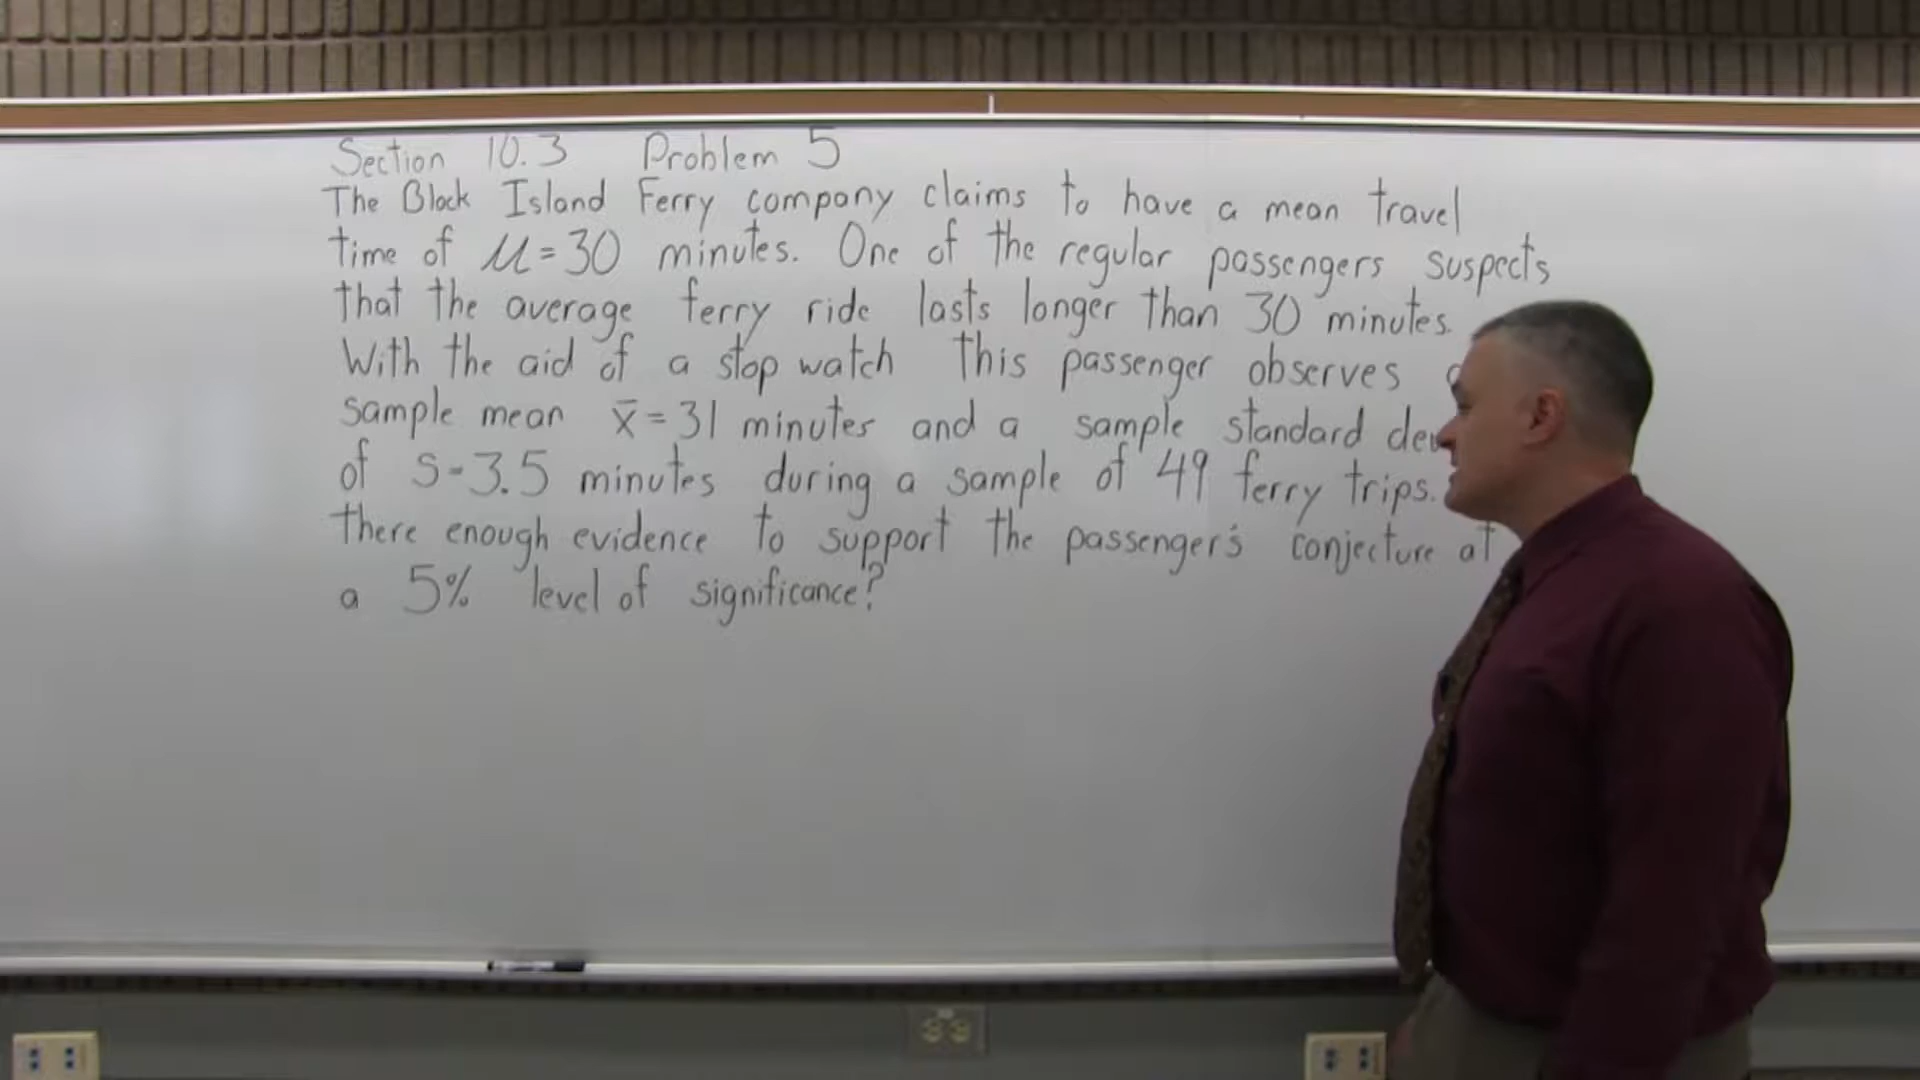 Section 10.3 Problem 5
The Block Island Ferry company claims to have a mean travel
time of μ=30 minutes. One of the regular passengers suspects
that the average ferry ride lasts longer than 30 minutes.
With the aid of a stop watch this passenger observes
sample mean x̄=31 minutes and a sample standard dev
of S=3.5 minutes during a sample of 49 ferry trips.
there enough evidence to support the passenger's conjecture at
a 5% level of significance?